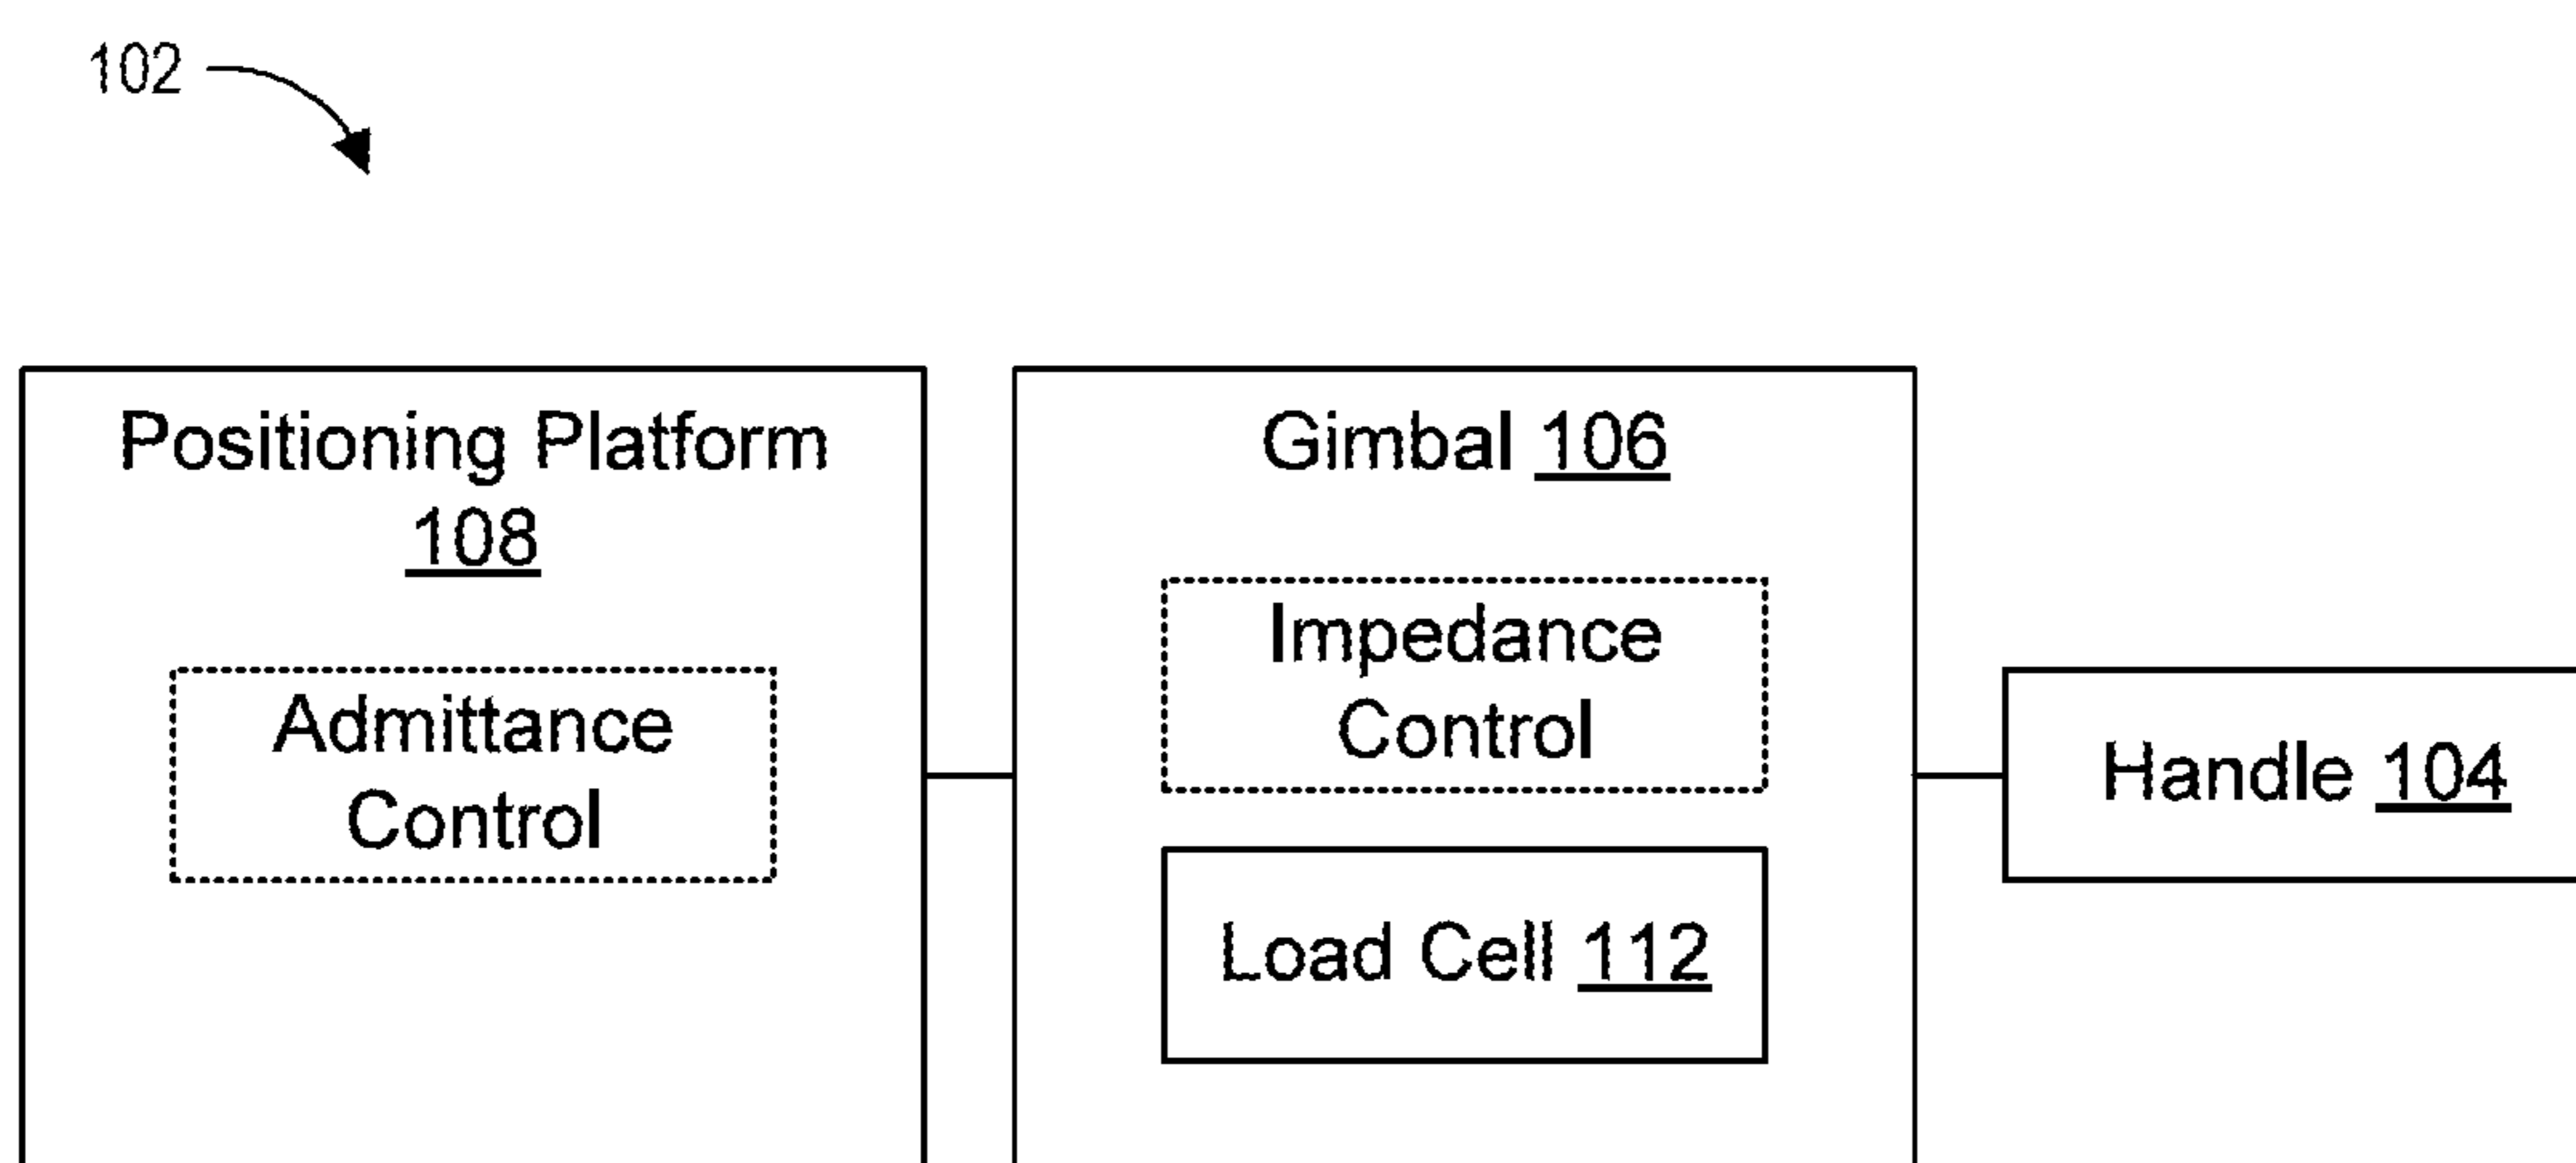 102
Positioning Platform
108
Admittance
Control
Gimbal 106
Impedance
Control
Load Cell 112
Handle 104